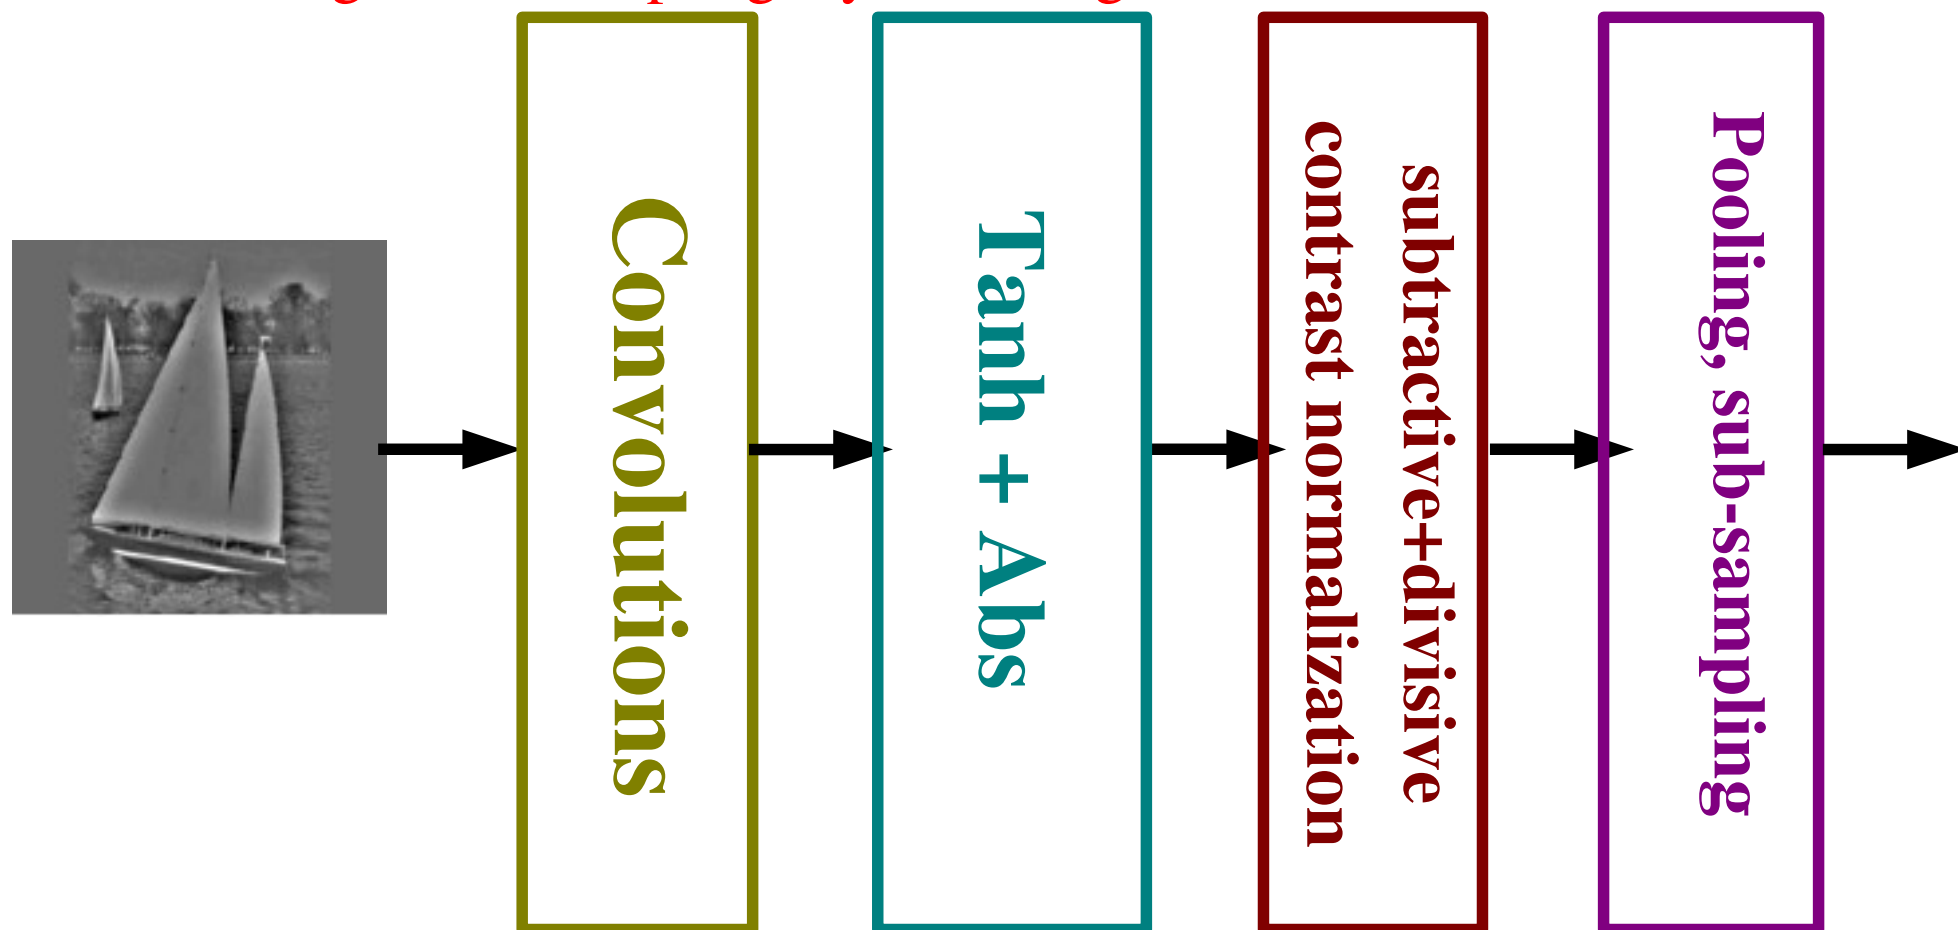 Convolutions
Tanh + Abs
subtractive+divisive
contrast normalization
Pooling, sub-sampling